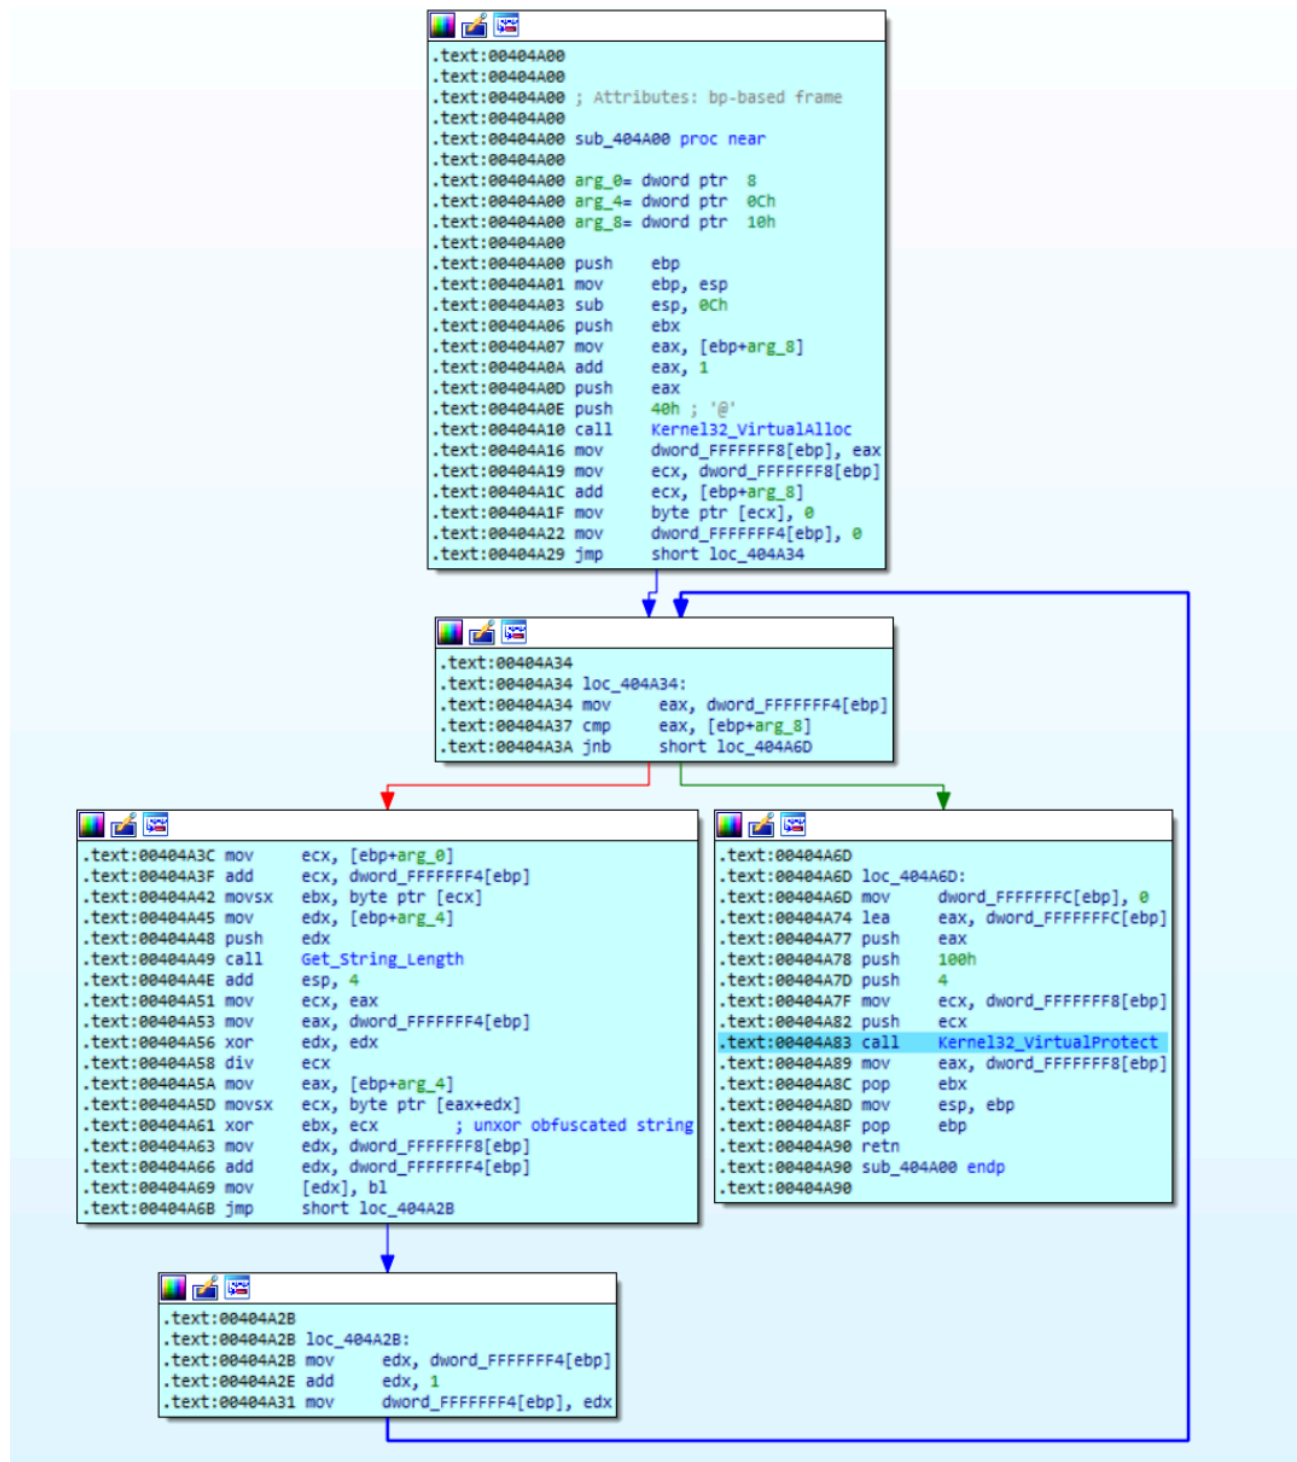 .text:00404A00
.text:00404A00
.text:00404A00 ; Attributes: bp-based frame
.text:00404A00
.text:00404A00 sub_404A00 proc near
.text:00404A00
.text:00404A00 arg_0= dword ptr  8
.text:00404A00 arg_4= dword ptr  0Ch
.text:00404A00 arg_8= dword ptr  10h
.text:00404A00
.text:00404A00 push    ebp
.text:00404A01 mov     ebp, esp
.text:00404A03 sub     esp, 0Ch
.text:00404A06 push    ebx
.text:00404A07 mov     eax, [ebp+arg_8]
.text:00404A0A add     eax, 1
.text:00404A0D push    eax
.text:00404A0E push    40h ; '@'
.text:00404A10 call    Kernel32_VirtualAlloc
.text:00404A16 mov     dword_FFFFFFF8[ebp], eax
.text:00404A19 mov     ecx, dword_FFFFFFF8[ebp]
.text:00404A1C add     ecx, [ebp+arg_8]
.text:00404A1F mov     byte ptr [ecx], 0
.text:00404A22 mov     dword_FFFFFFF4[ebp], 0
.text:00404A29 jmp     short loc_404A34
.text:00404A34
.text:00404A34 loc_404A34:
.text:00404A34 mov     eax, dword_FFFFFFF4[ebp]
.text:00404A37 cmp     eax, [ebp+arg_8]
.text:00404A3A jnb     short loc_404A6D
.text:00404A3C mov     ecx, [ebp+arg_0]
.text:00404A3F add     ecx, dword_FFFFFFF4[ebp]
.text:00404A42 movsx   ebx, byte ptr [ecx]
.text:00404A45 mov     edx, [ebp+arg_4]
.text:00404A48 push    edx
.text:00404A49 call    Get_String_Length
.text:00404A4E add     esp, 4
.text:00404A51 mov     ecx, eax
.text:00404A53 mov     eax, dword_FFFFFFF4[ebp]
.text:00404A56 xor     edx, edx
.text:00404A58 div     ecx
.text:00404A5A mov     eax, [ebp+arg_4]
.text:00404A5D movsx   ecx, byte ptr [eax+edx]
.text:00404A61 xor     ebx, ecx        ; unxor obfuscated string
.text:00404A63 mov     edx, dword_FFFFFFF8[ebp]
.text:00404A66 add     edx, dword_FFFFFFF4[ebp]
.text:00404A69 mov     [edx], bl
.text:00404A6B jmp     short loc_404A2B
.text:00404A6D
.text:00404A6D loc_404A6D:
.text:00404A6D mov     dword_FFFFFFFC[ebp], 0
.text:00404A74 lea     eax, dword_FFFFFFFC[ebp]
.text:00404A77 push    eax
.text:00404A78 push    100h
.text:00404A7D push    4
.text:00404A7F mov     ecx, dword_FFFFFFF8[ebp]
.text:00404A82 push    ecx
.text:00404A83 call    Kernel32_VirtualProtect
.text:00404A89 mov     eax, dword_FFFFFFF8[ebp]
.text:00404A8C pop     ebx
.text:00404A8D mov     esp, ebp
.text:00404A8F pop     ebp
.text:00404A90 retn
.text:00404A90 sub_404A00 endp
.text:00404A90
.text:00404A2B
.text:00404A2B loc_404A2B:
.text:00404A2B mov     edx, dword_FFFFFFF4[ebp]
.text:00404A2E add     edx, 1
.text:00404A31 mov     dword_FFFFFFF4[ebp], edx